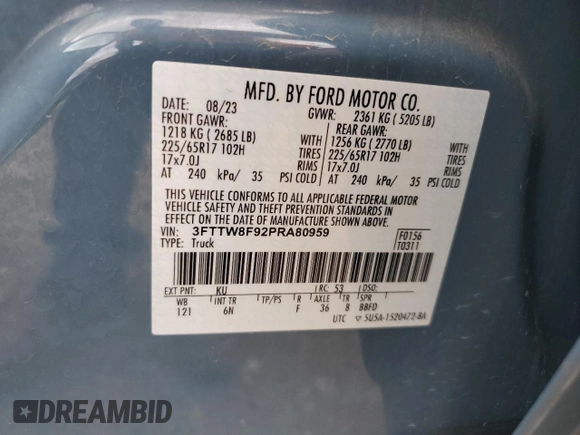 MFD. BY FORD MOTOR CO.
DATE: 08/23 GVWR: 2361 KG ( 5205 LB)
FRONT GAWR: REAR GAWR:
1218 KG ( 2685 LB) 1256 KG ( 2770 LB)
225/65R17 102H TIRES 225/65R17 102H TIRES
17x7.0J RIMS 17x7.0J RIMS
AT 240 kPa/ 35 PSI COLD AT 240 kPa/ 35 PSI COLD
THIS VEHICLE CONFORMS TO ALL APPLICABLE FEDERAL MOTOR
VEHICLE SAFETY AND THEFT PREVENTION STANDARDS IN
EFFECT ON THE DATE OF MANUFACTURE SHOWN ABOVE.
VIN: 3FTTW8F92PRA80959 F0156
TYPE: Truck T0311
EXT PNT: KU RC: 53
WB INT TR TP/PS R AXLE TR SPR
121 6N F 36 8 BBFD
UTC 5U5A-1520472-BA
DREAMBID